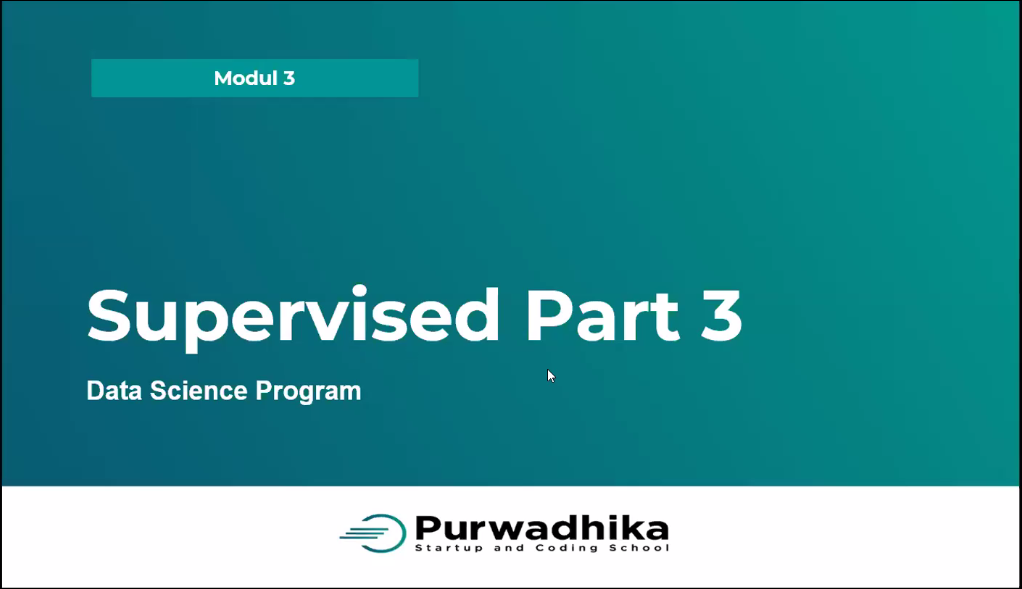 Modul 3
Supervised Part 3
Data Science Program
Purwadhika
Startup and Coding School